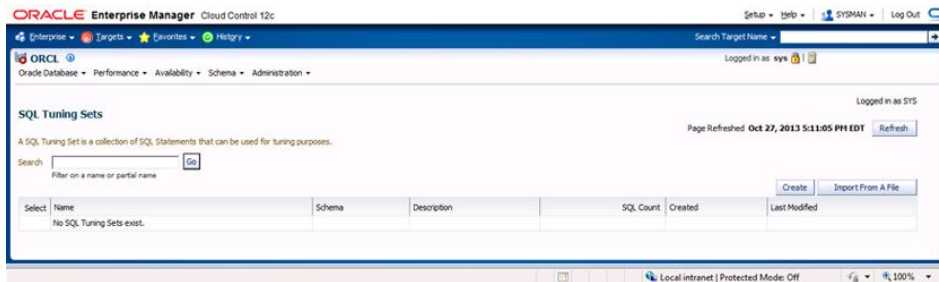 ORACLE Enterprise Manager Cloud Control 12c
Setup Help SYSMAN Log Out
Enterprise Targets Favorites History Search Target Name
ORCL
Logged in as sys
Oracle Database Performance Availability Schema Administration
Logged in as SYS
SQL Tuning Sets
Page Refreshed Oct 27, 2013 5:11:05 PM EDT Refresh
A SQL Tuning Set is a collection of SQL Statements that can be used for tuning purposes.
Search Go
Filter on a name or partial name
Create Import From A File
Select Name Schema Description SQL Count Created Last Modified
No SQL Tuning Sets exist.
Local intranet | Protected Mode: Off 100%